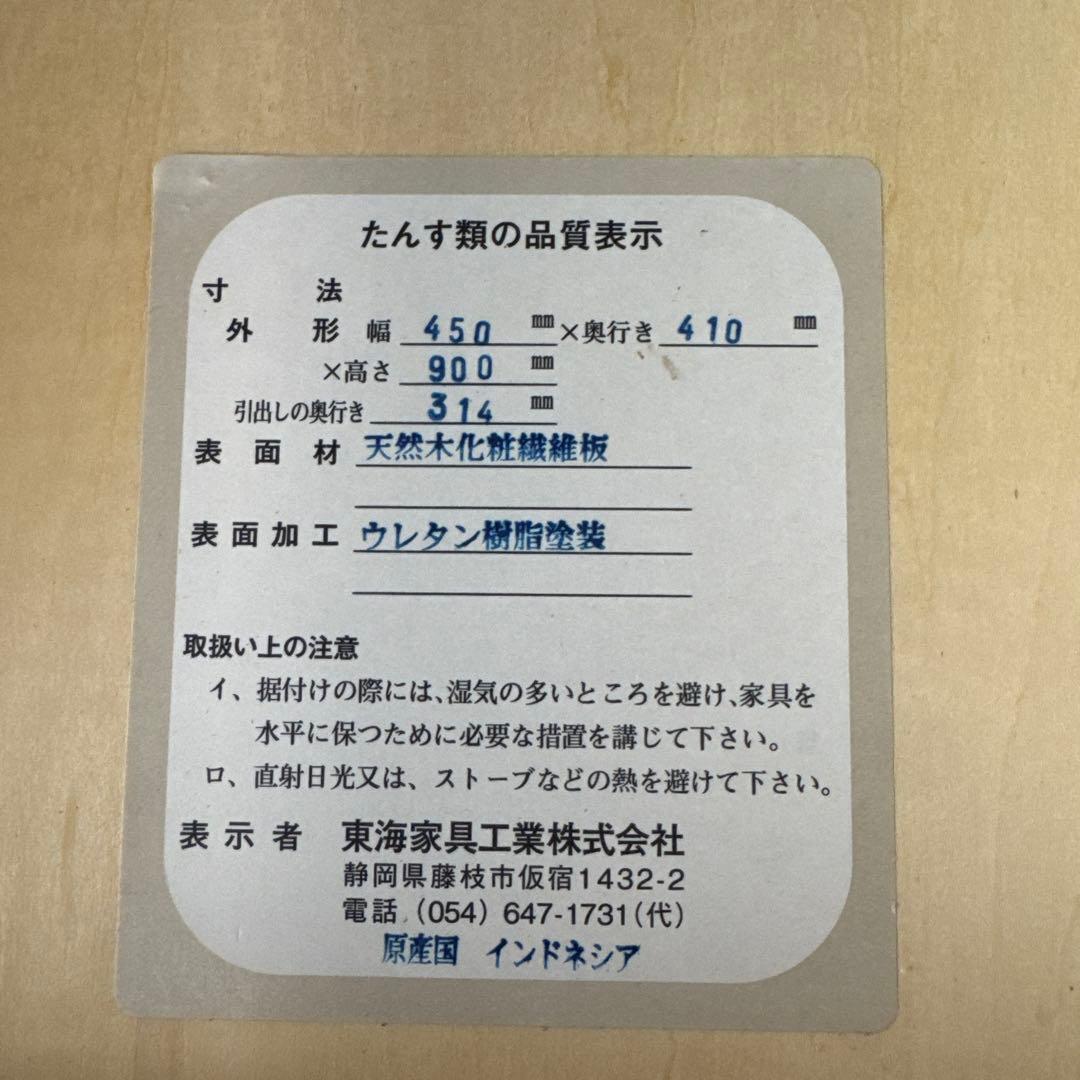 たんす類の品質表示
寸法
外形 幅 450 mm ×奥行き 410 mm
×高さ 900 mm
引出しの奥行き 314 mm
表面材 天然木化粧繊維板
表面加工 ウレタン樹脂塗装
取扱い上の注意
イ、据付けの際には、湿気の多いところを避け、家具を
水平に保つために必要な措置を講じて下さい。
ロ、直射日光又は、ストーブなどの熱を避けて下さい。
表示者 東海家具工業株式会社
静岡県藤枝市仮宿1432-2
電話 (054) 647-1731(代)
原産国 インドネシア